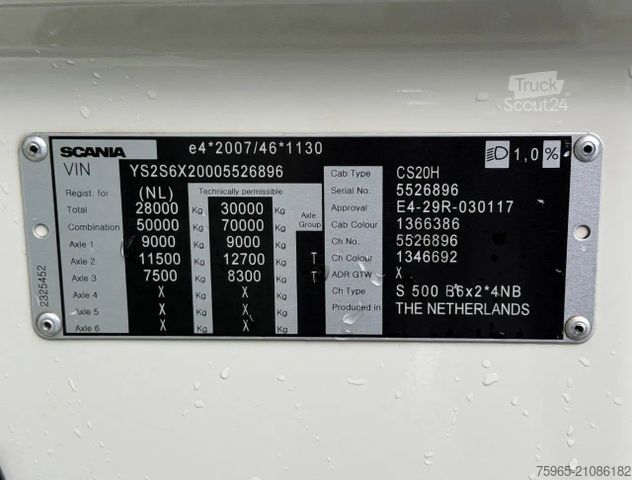 Truck
Scout24
SCANIA e4*2007/46*1130 1,0 %
VIN YS2S6X20005526896
Regist. for (NL) Technically permissible
Total 28000 Kg 30000 Kg Axle Group
Combination 50000 Kg 70000 Kg
Axle 1 9000 Kg 9000 Kg
Axle 2 11500 Kg 12700 Kg T
Axle 3 7500 Kg 8300 Kg T
Axle 4 X Kg X Kg
Axle 5 X Kg X Kg
Axle 6 X Kg X Kg
Cab Type CS20H
Serial No. 5526896
Approval E4-29R-030117
Cab Colour 1366386
Ch No. 5526896
Ch Colour 1346692
ADR GTW X
Ch Type S 500 B6x2*4NB
Produced in THE NETHERLANDS
2325452
75965-21086182